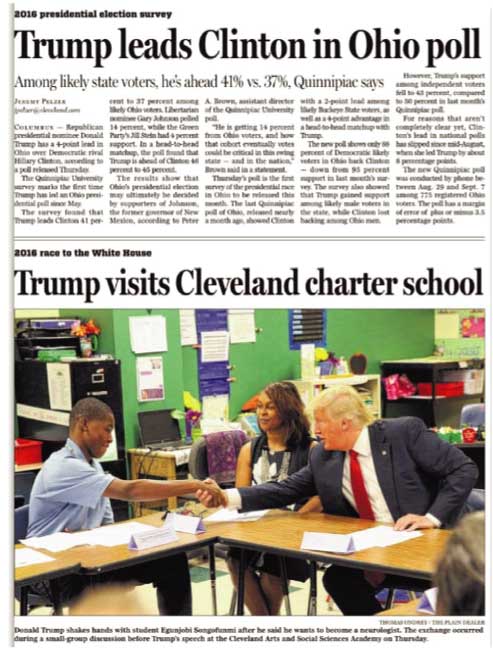 2016 presidential election survey
Trump leads Clinton in Ohio poll
Among likely state voters, he's ahead 41% vs. 37%, Quinnipiac says
JEREMY PELZER
jpelzer@cleveland.com
COLUMBUS — Republican
presidential nominee Donald
Trump has a 4-point lead in
Ohio over Democratic rival
Hillary Clinton, according to
a poll released Thursday.
The Quinnipiac University
survey marks the first time
Trump has led an Ohio presi-
dential poll since May.
The survey found that
Trump leads Clinton 41 per-
cent to 37 percent among
likely Ohio voters. Libertarian
nominee Gary Johnson polled
14 percent, while the Green
Party's Jill Stein had 4 percent
support. In a head-to-head
matchup, the poll found that
Trump is ahead of Clinton 46
percent to 45 percent.
The results show that
Ohio's presidential election
may ultimately be decided
by supporters of Johnson,
the former governor of New
Mexico, according to Peter
A. Brown, assistant director
of the Quinnipiac University
poll.
"He is getting 14 percent
from Ohio voters, and how
that cohort eventually votes
could be critical in this swing
state — and in the nation,"
Brown said in a statement.
Thursday's poll is the first
survey of the presidential race
in Ohio to be released this
month. The last Quinnipiac
poll of Ohio, released nearly
a month ago, showed Clinton
with a 2-point lead among
likely Buckeye State voters, as
well as a 4-point advantage in
a head-to-head matchup with
Trump.
The new poll shows only
percent of Democratic likely
voters in Ohio back Clinton
— down from 95 percent
support in last month's sur-
vey. The survey also showed
that Trump gained support
among likely male voters in
the state, while Clinton lost
backing among Ohio men.
However, Trump's support
among independent voters
fell to 43 percent, compared
to 50 percent in last month's
Quinnipiac poll.
For reasons that aren't
completely clear yet, Clin-
ton's lead in national polls
has slipped since mid-August,
when she led Trump by about
8 percentage points.
The new Quinnipiac poll
was conducted by phone be-
tween Aug. 29 and Sept. 7
among 775 registered Ohio
voters. The poll has a margin
of error of plus or minus 3.5
percentage points.
2016 race to the White House
Trump visits Cleveland charter school
THOMAS ONDREY • THE PLAIN DEALER
Donald Trump shakes hands with student Egunjobi Songofunmi after he said he wants to become a neurologist. The exchange occurred
during a small-group discussion before Trump's speech at the Cleveland Arts and Social Sciences Academy on Thursday.